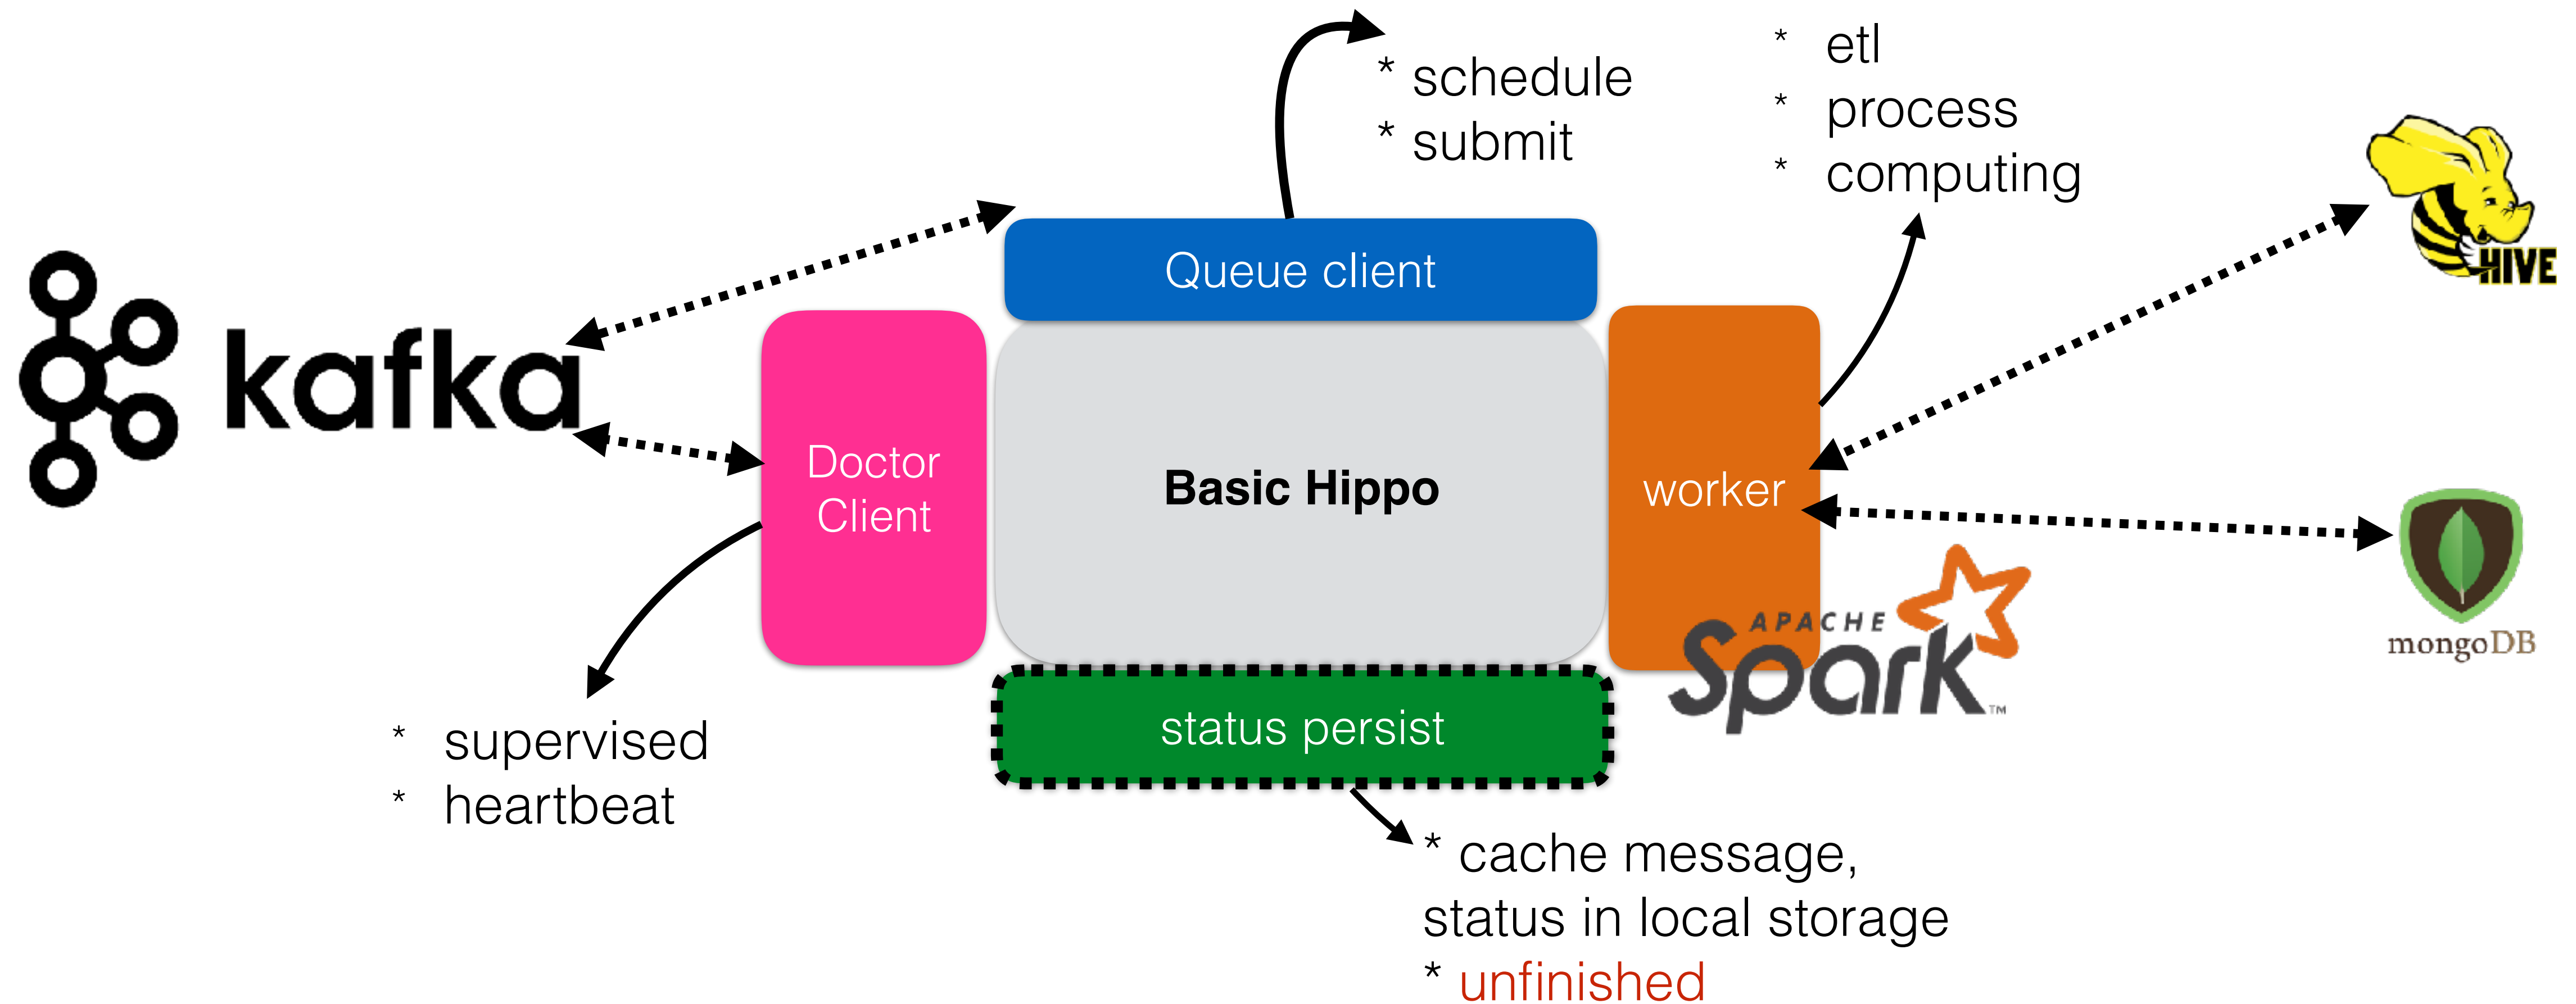 * schedule
* submit
* etl
* process
* computing
HIVE
Queue client
kafka
Doctor
Client
Basic Hippo
worker
APACHE
Spark™
mongoDB
status persist
* supervised
* heartbeat
* cache message,
status in local storage
* unfinished